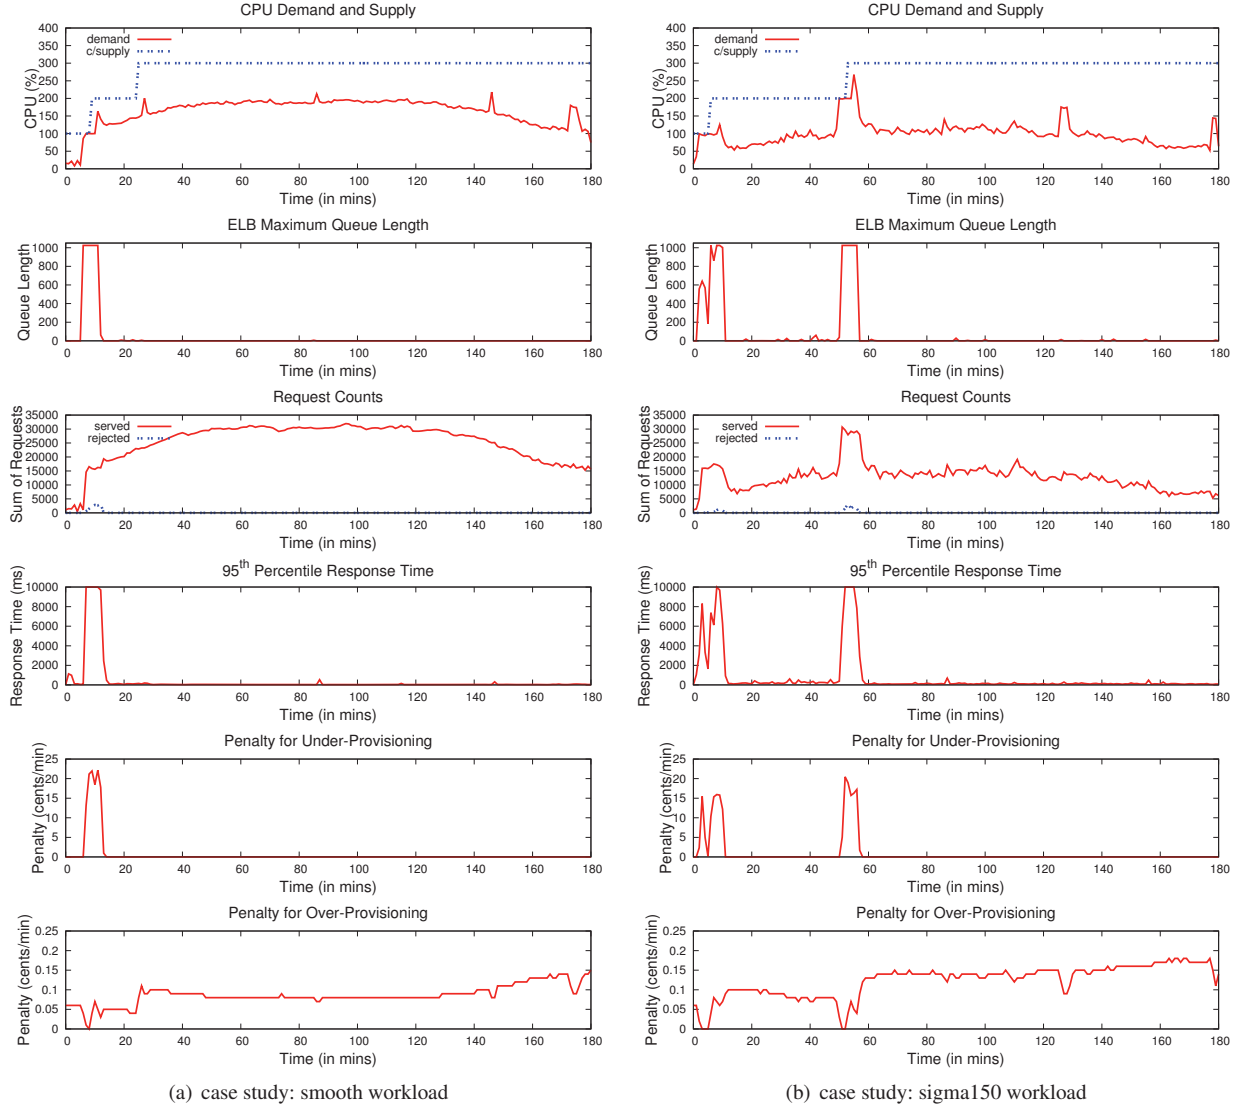 CPU Demand and Supply
CPU (%)
400
350
300
250
200
150
100
50
0
demand
c/supply
0 20 40 60 80 100 120 140 160 180
Time (in mins)
ELB Maximum Queue Length
Queue Length
1000
800
600
400
200
0
0 20 40 60 80 100 120 140 160 180
Time (in mins)
Request Counts
Sum of Requests
35000
30000
25000
20000
15000
10000
5000
0
served
rejected
0 20 40 60 80 100 120 140 160 180
Time (in mins)
95th Percentile Response Time
Response Time (ms)
10000
8000
6000
4000
2000
0
0 20 40 60 80 100 120 140 160 180
Time (in mins)
Penalty for Under-Provisioning
Penalty (cents/min)
25
20
15
10
5
0
0 20 40 60 80 100 120 140 160 180
Time (in mins)
Penalty for Over-Provisioning
Penalty (cents/min)
0.25
0.2
0.15
0.1
0.05
0
0 20 40 60 80 100 120 140 160 180
Time (in mins)
(a) case study: smooth workload
CPU Demand and Supply
CPU (%)
400
350
300
250
200
150
100
50
0
demand
c/supply
0 20 40 60 80 100 120 140 160 180
Time (in mins)
ELB Maximum Queue Length
Queue Length
1000
800
600
400
200
0
0 20 40 60 80 100 120 140 160 180
Time (in mins)
Request Counts
Sum of Requests
35000
30000
25000
20000
15000
10000
5000
0
served
rejected
0 20 40 60 80 100 120 140 160 180
Time (in mins)
95th Percentile Response Time
Response Time (ms)
10000
8000
6000
4000
2000
0
0 20 40 60 80 100 120 140 160 180
Time (in mins)
Penalty for Under-Provisioning
Penalty (cents/min)
25
20
15
10
5
0
0 20 40 60 80 100 120 140 160 180
Time (in mins)
Penalty for Over-Provisioning
Penalty (cents/min)
0.25
0.2
0.15
0.1
0.05
0
0 20 40 60 80 100 120 140 160 180
Time (in mins)
(b) case study: sigma150 workload